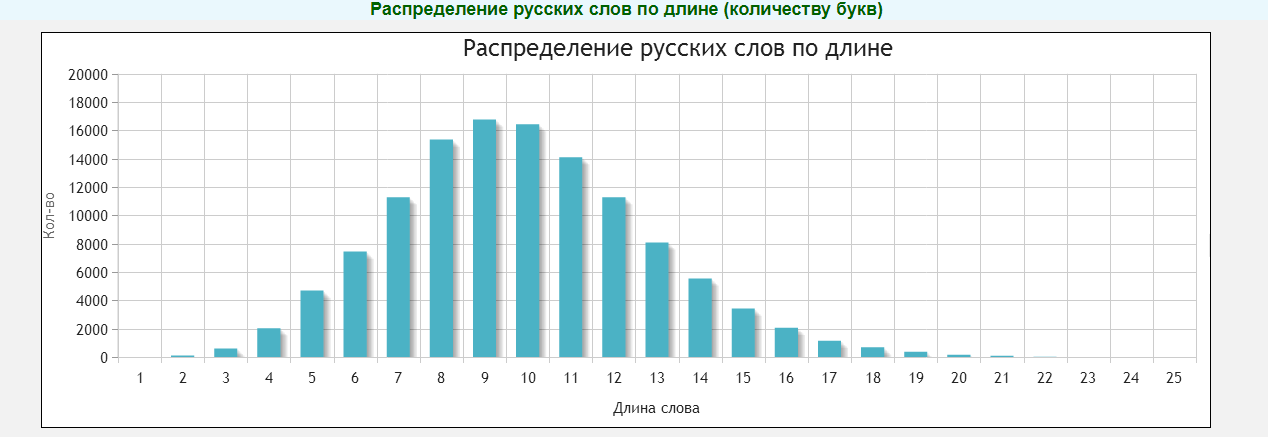 Распределение русских слов по длине (количеству букв)
Распределение русских слов по длине
20000
18000
16000
14000
12000
10000
8000
6000
4000
2000
0
Кол-во
1 2 3 4 5 6 7 8 9 10 11 12 13 14 15 16 17 18 19 20 21 22 23 24 25
Длина слова